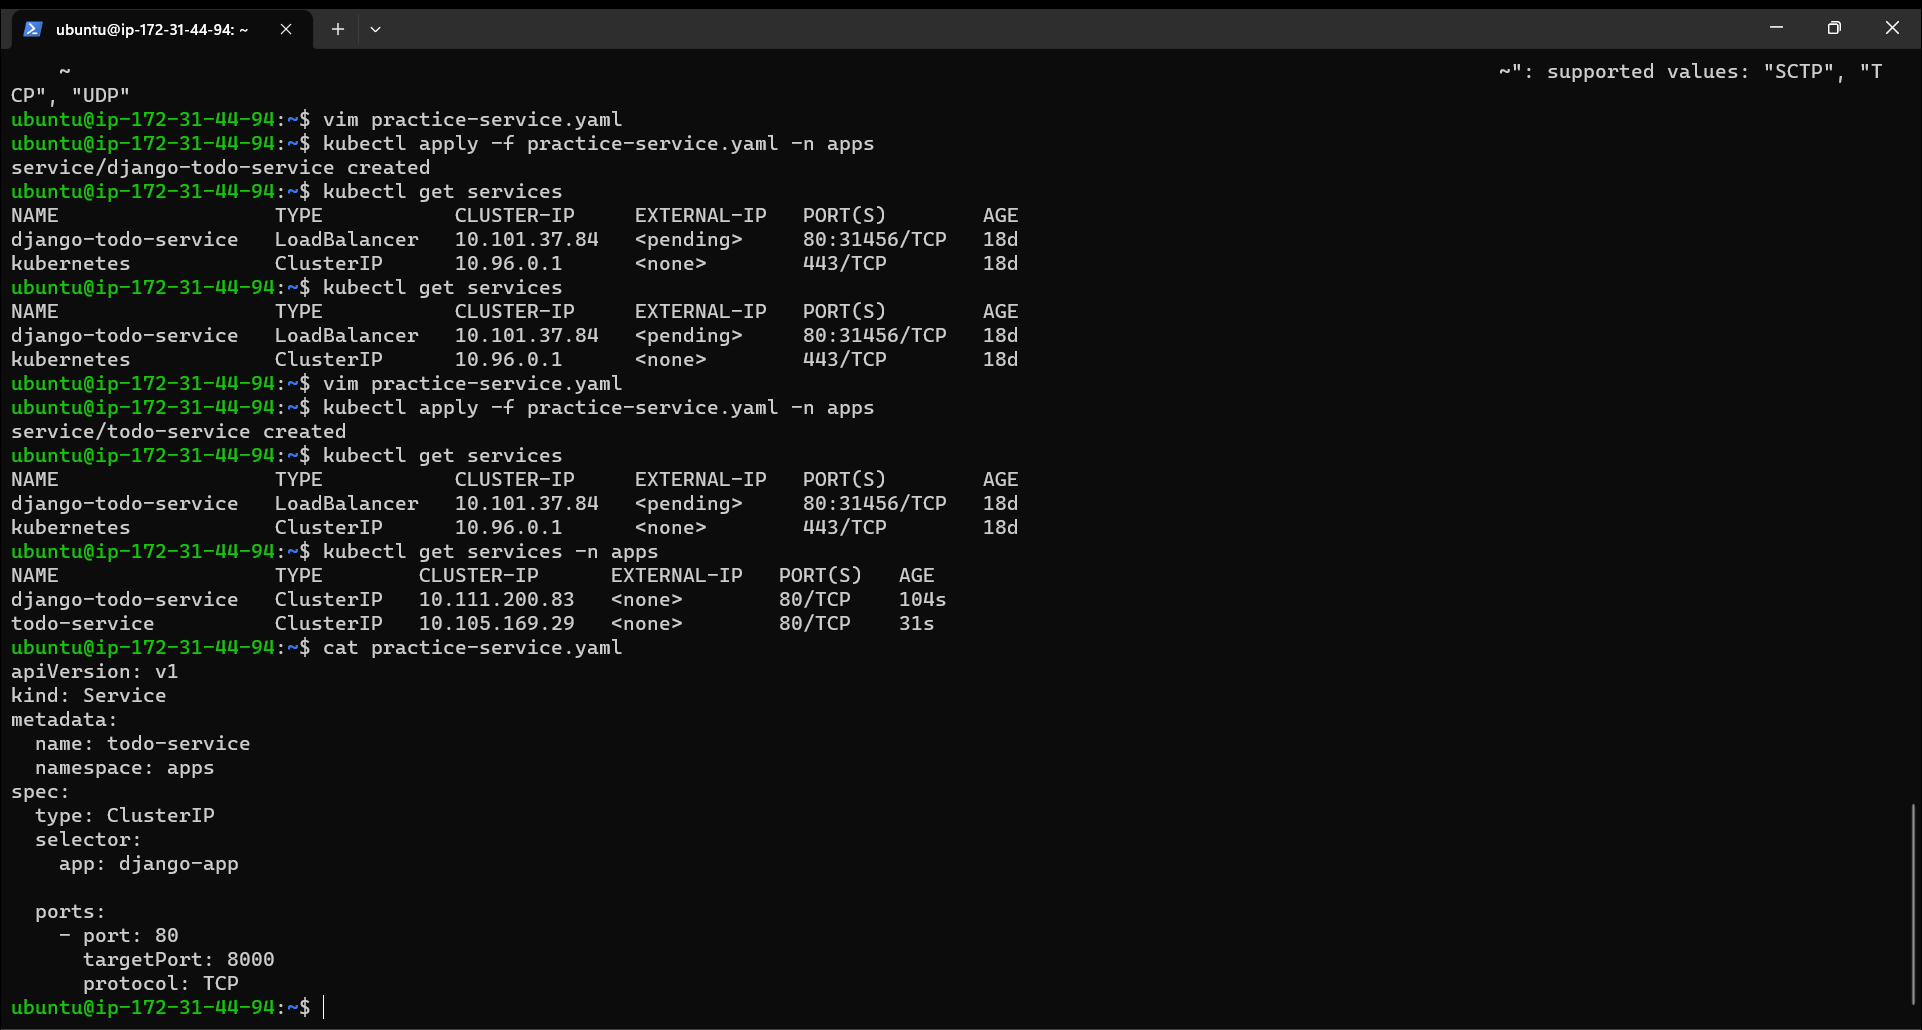 ubuntu@ip-172-31-44-94: ~
~ ~": supported values: "SCTP", "T
CP", "UDP"
ubuntu@ip-172-31-44-94:~$ vim practice-service.yaml
ubuntu@ip-172-31-44-94:~$ kubectl apply -f practice-service.yaml -n apps
service/django-todo-service created
ubuntu@ip-172-31-44-94:~$ kubectl get services
NAME                  TYPE           CLUSTER-IP     EXTERNAL-IP   PORT(S)        AGE
django-todo-service   LoadBalancer   10.101.37.84   <pending>     80:31456/TCP   18d
kubernetes            ClusterIP      10.96.0.1      <none>        443/TCP        18d
ubuntu@ip-172-31-44-94:~$ kubectl get services
NAME                  TYPE           CLUSTER-IP     EXTERNAL-IP   PORT(S)        AGE
django-todo-service   LoadBalancer   10.101.37.84   <pending>     80:31456/TCP   18d
kubernetes            ClusterIP      10.96.0.1      <none>        443/TCP        18d
ubuntu@ip-172-31-44-94:~$ vim practice-service.yaml
ubuntu@ip-172-31-44-94:~$ kubectl apply -f practice-service.yaml -n apps
service/todo-service created
ubuntu@ip-172-31-44-94:~$ kubectl get services
NAME                  TYPE           CLUSTER-IP     EXTERNAL-IP   PORT(S)        AGE
django-todo-service   LoadBalancer   10.101.37.84   <pending>     80:31456/TCP   18d
kubernetes            ClusterIP      10.96.0.1      <none>        443/TCP        18d
ubuntu@ip-172-31-44-94:~$ kubectl get services -n apps
NAME                  TYPE        CLUSTER-IP      EXTERNAL-IP   PORT(S)   AGE
django-todo-service   ClusterIP   10.111.200.83   <none>        80/TCP    104s
todo-service          ClusterIP   10.105.169.29   <none>        80/TCP    31s
ubuntu@ip-172-31-44-94:~$ cat practice-service.yaml
apiVersion: v1
kind: Service
metadata:
  name: todo-service
  namespace: apps
spec:
  type: ClusterIP
  selector:
    app: django-app

  ports:
    - port: 80
      targetPort: 8000
      protocol: TCP
ubuntu@ip-172-31-44-94:~$